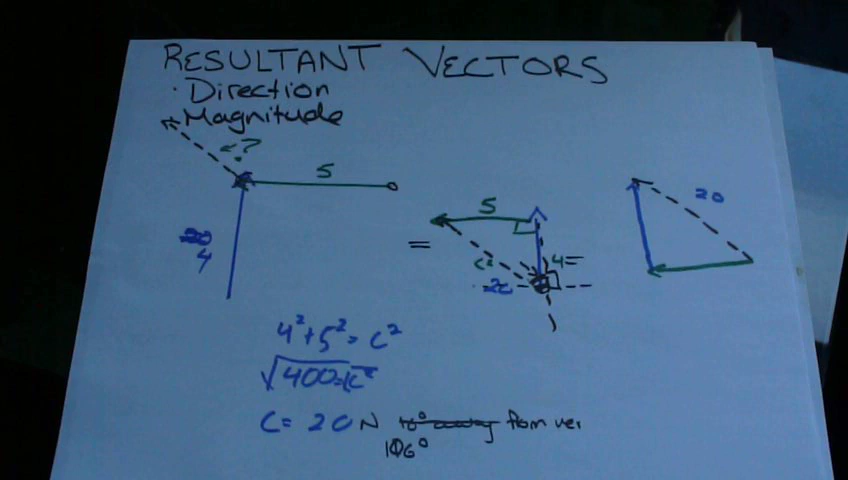 RESULTANT VECTORS
· Direction
· Magnitude
?
5
4
=
5
c²
4=
20
4²+5²=c²
√400=√c²
C= 20N from ver
106°